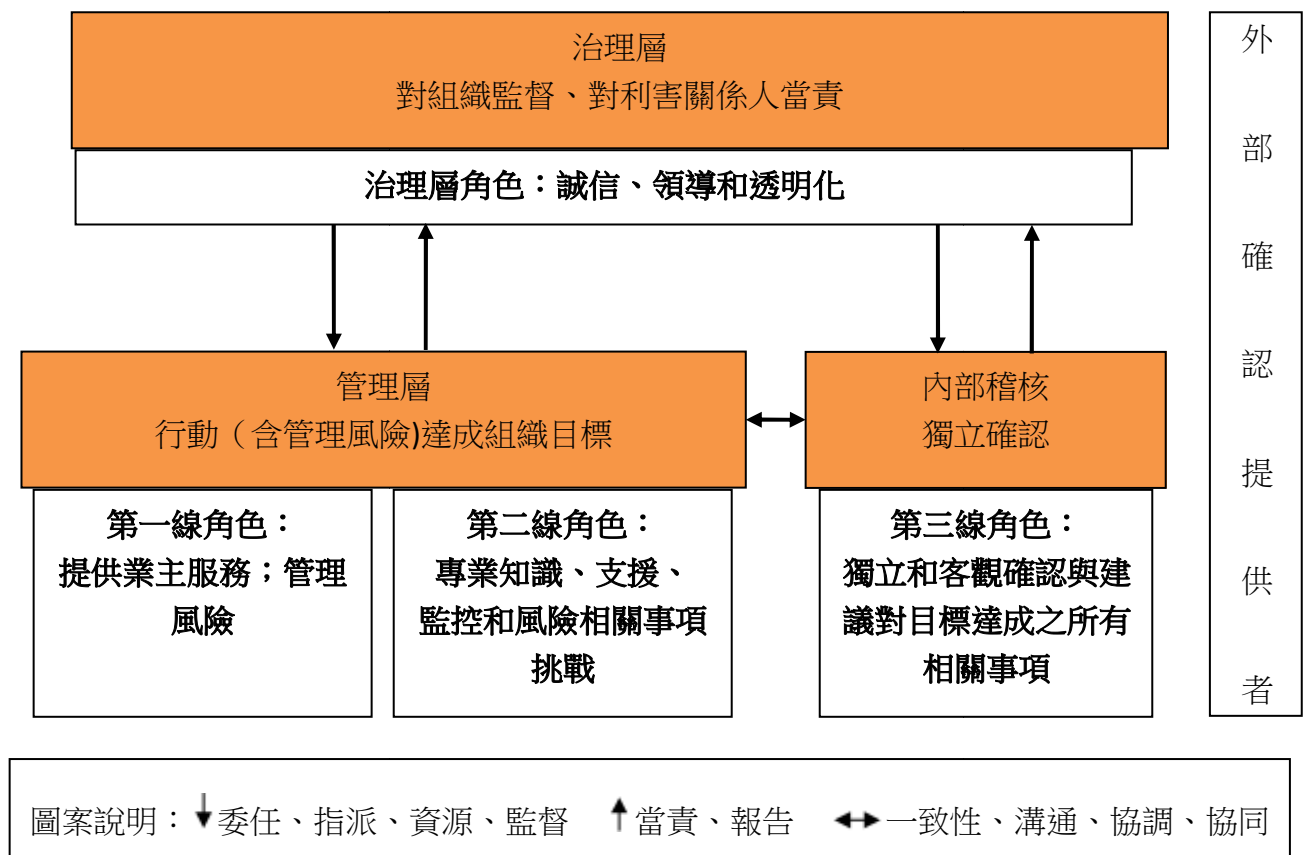 治理層
對組織監督、對利害關係人當責
治理層角色：誠信、領導和透明化
管理層
行動（含管理風險)達成組織目標
內部稽核
獨立確認
第一線角色：
提供業主服務；管理
風險
第二線角色：
專業知識、支援、
監控和風險相關事項
挑戰
第三線角色：
獨立和客觀確認與建
議對目標達成之所有
相關事項
外部確認提供者
圖案說明：↓委任、指派、資源、監督 ↑當責、報告 ↔一致性、溝通、協調、協同